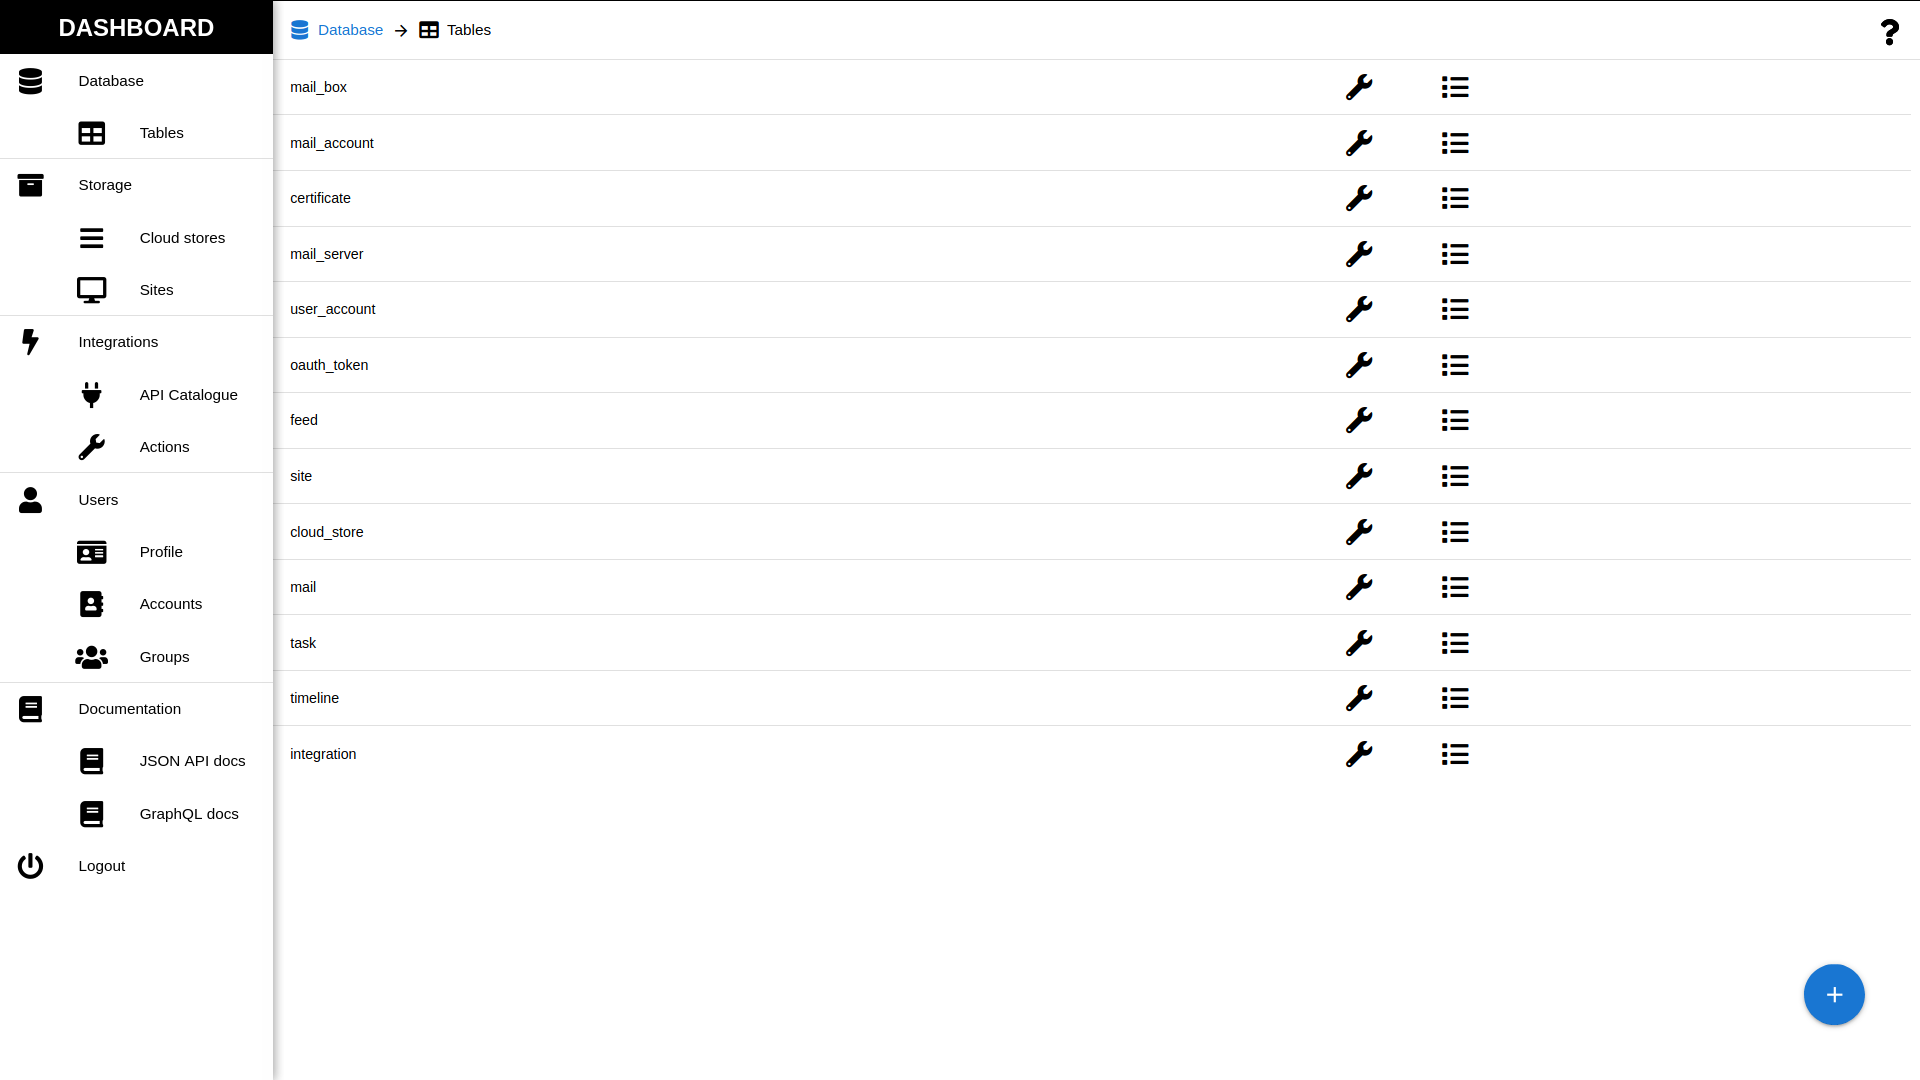 DASHBOARD
Database
Tables
Storage
Cloud stores
Sites
Integrations
API Catalogue
Actions
Users
Profile
Accounts
Groups
Documentation
JSON API docs
GraphQL docs
Logout
Database → Tables
mail_box
mail_account
certificate
mail_server
user_account
oauth_token
feed
site
cloud_store
mail
task
timeline
integration